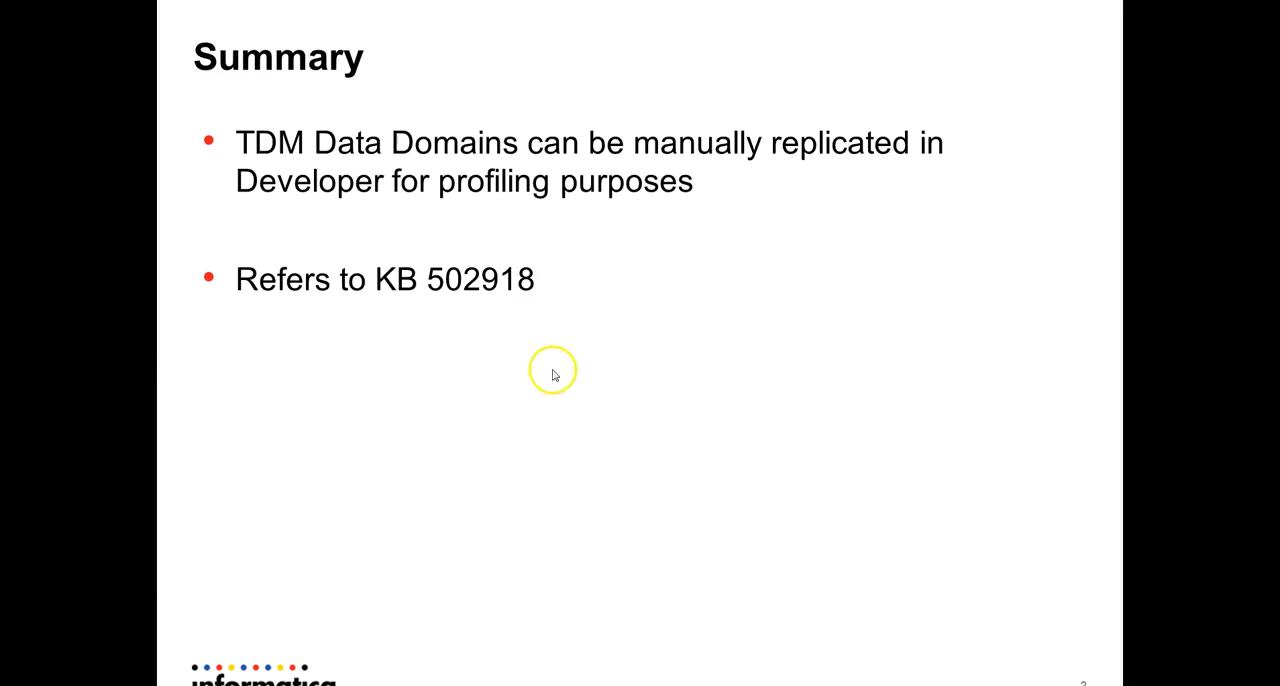 Summary
TDM Data Domains can be manually replicated in
Developer for profiling purposes
Refers to KB 502918
informatica